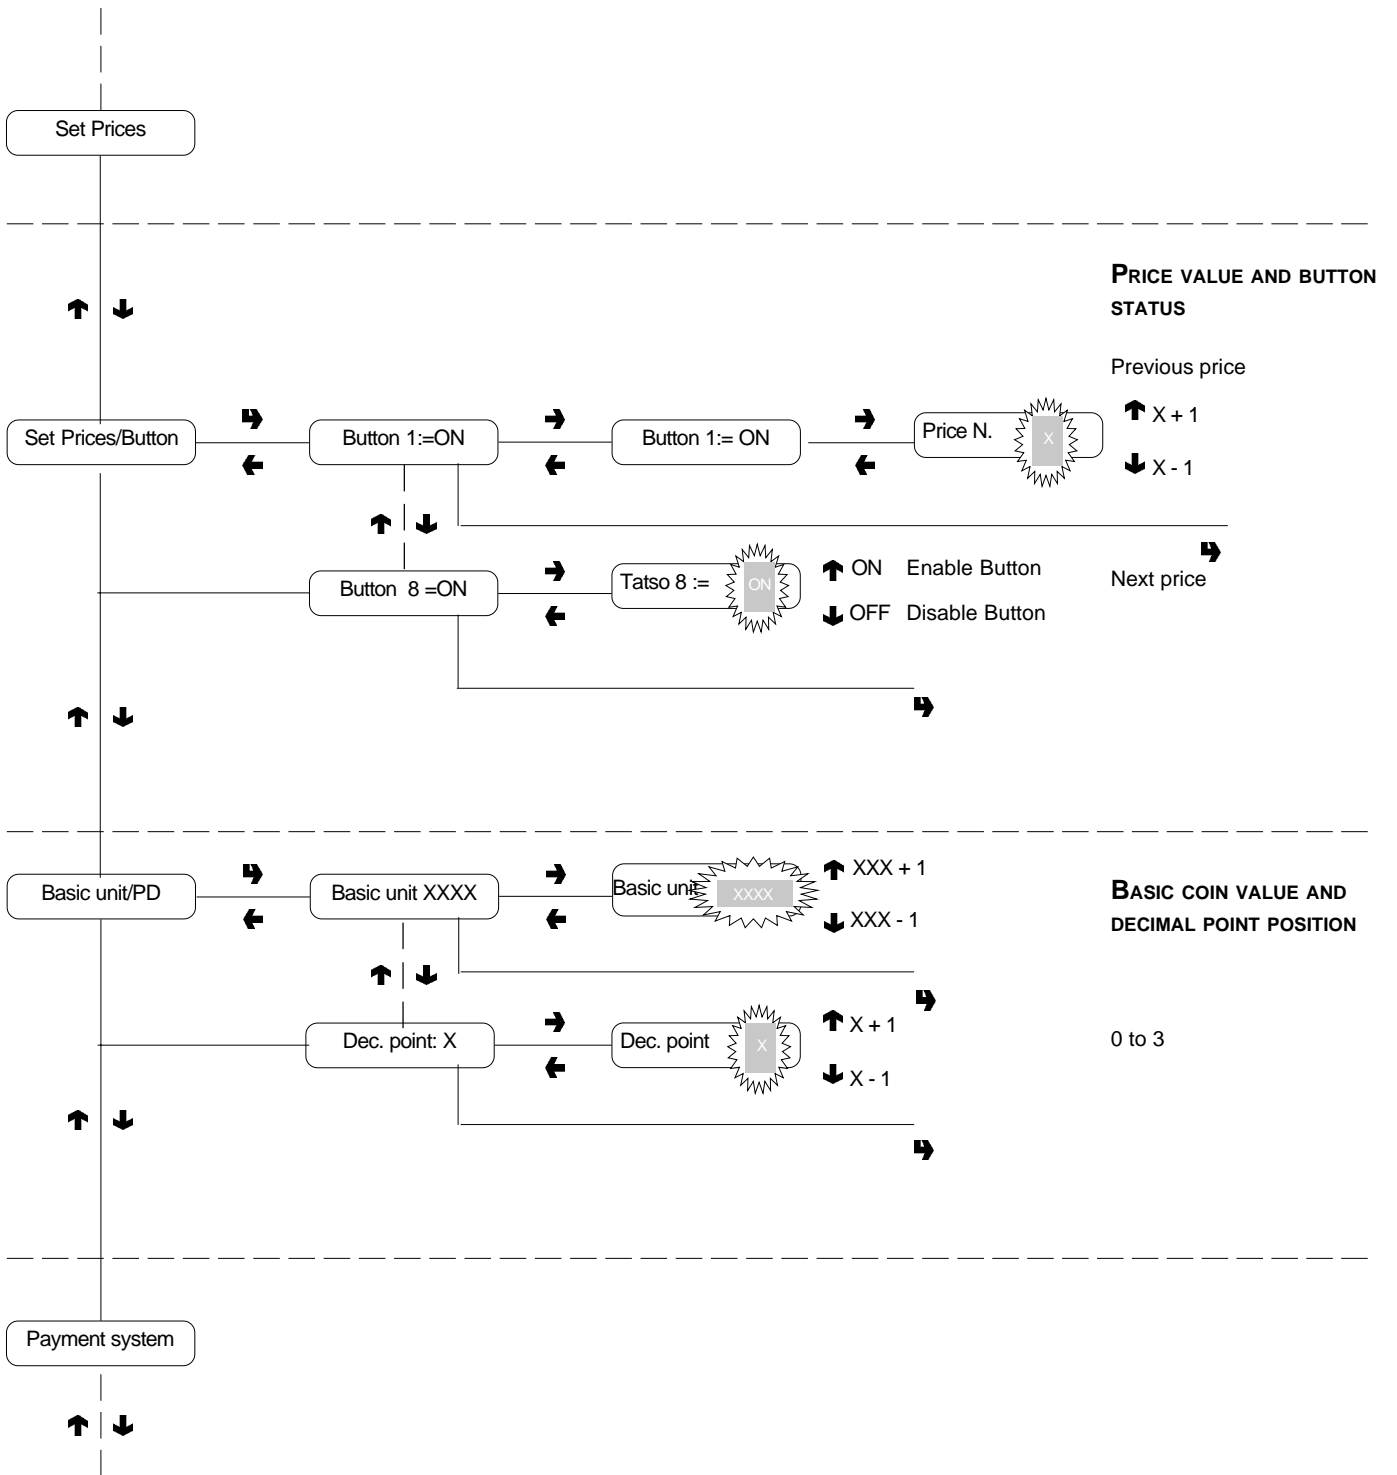 Set Prices
PRICE VALUE AND BUTTON
STATUS
Previous price
Set Prices/Button
Button 1:=ON
Button 1:= ON
Price N.
X
X + 1
X - 1
Button 8 =ON
Tatso 8 :=
ON
ON Enable Button
OFF Disable Button
Next price
Basic unit/PD
Basic unit XXXX
Basic unit
XXXX
XXX + 1
XXX - 1
BASIC COIN VALUE AND
DECIMAL POINT POSITION
Dec. point: X
Dec. point
X
X + 1
X - 1
0 to 3
Payment system